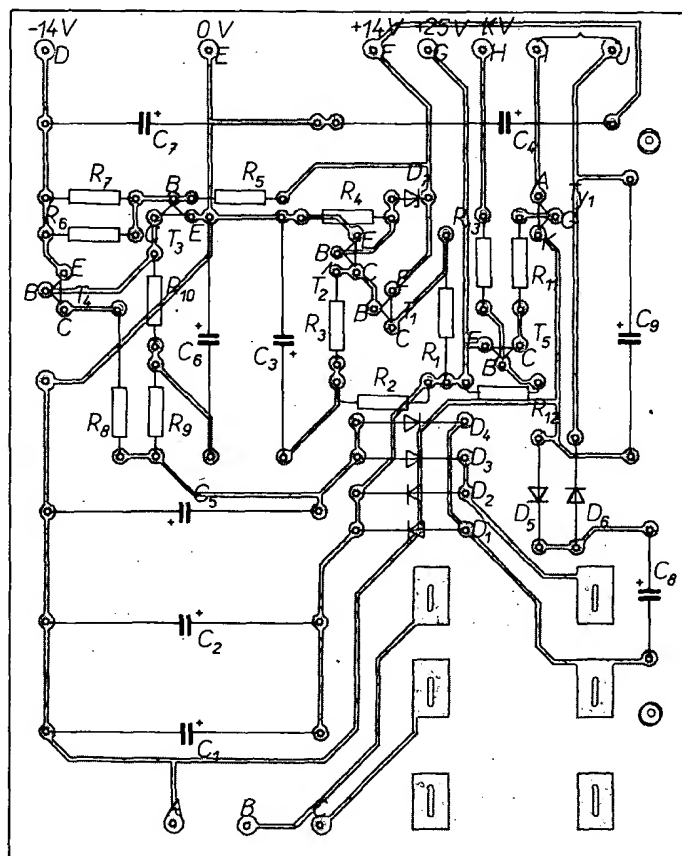 -14V 0V +14V +25V KV
D E F G H I J
C7 C4
R7 B R5 D7 A
R6 R4 R13 Y1
C T3 E E B K
E B C F R11
B T4 R10 T2 T1
C R3 B C E T5 C9
C6 C3 R1 B C
R8 R9 R2 R12
D4
D3
C5 D2 D5 D6
D1
C8
C2
C1
A B C